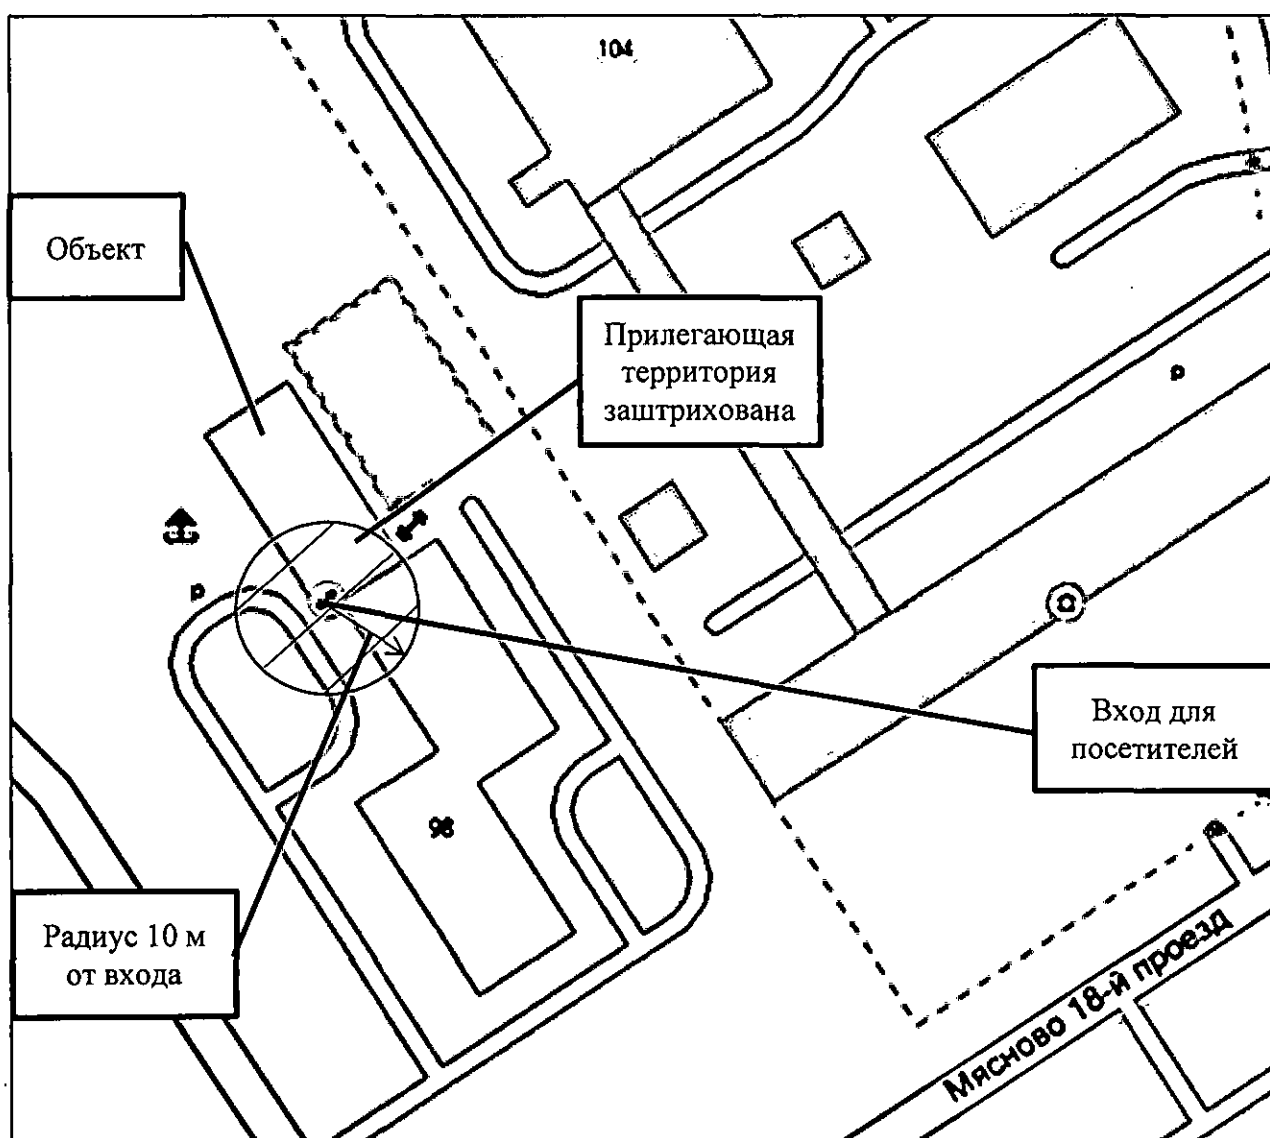 104
Объект
Прилегающая
территория
заштрихована
р
р
Вход для
посетителей
98
Радиус 10 м
от входа
Мясново 18-й проезд